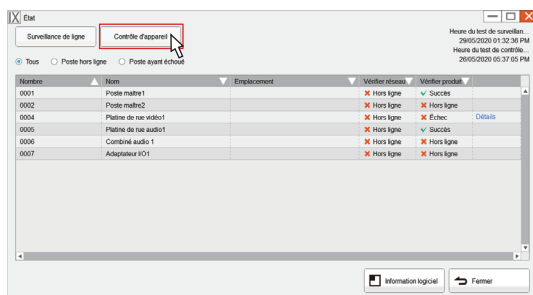 État
Surveillance de ligne
Contrôle d'appareil
Heure du test de surveillan...
29/05/2020 01:32:36 PM
Heure du test de contrôle...
26/05/2020 05:37:05 PM
Tous Poste hors ligne Poste ayant échoué
Nombre Nom Emplacement Vérifier réseau Vérifier produit
0001 Poste maître1 Hors ligne Succès
0002 Poste maître2 Hors ligne Hors ligne
0004 Platine de rue vidéo1 Hors ligne Échec Détails
0005 Platine de rue audio1 Hors ligne Succès
0006 Combiné audio 1 Hors ligne Hors ligne
0007 Adaptateur I/O1 Hors ligne Hors ligne
Information logiciel Fermer